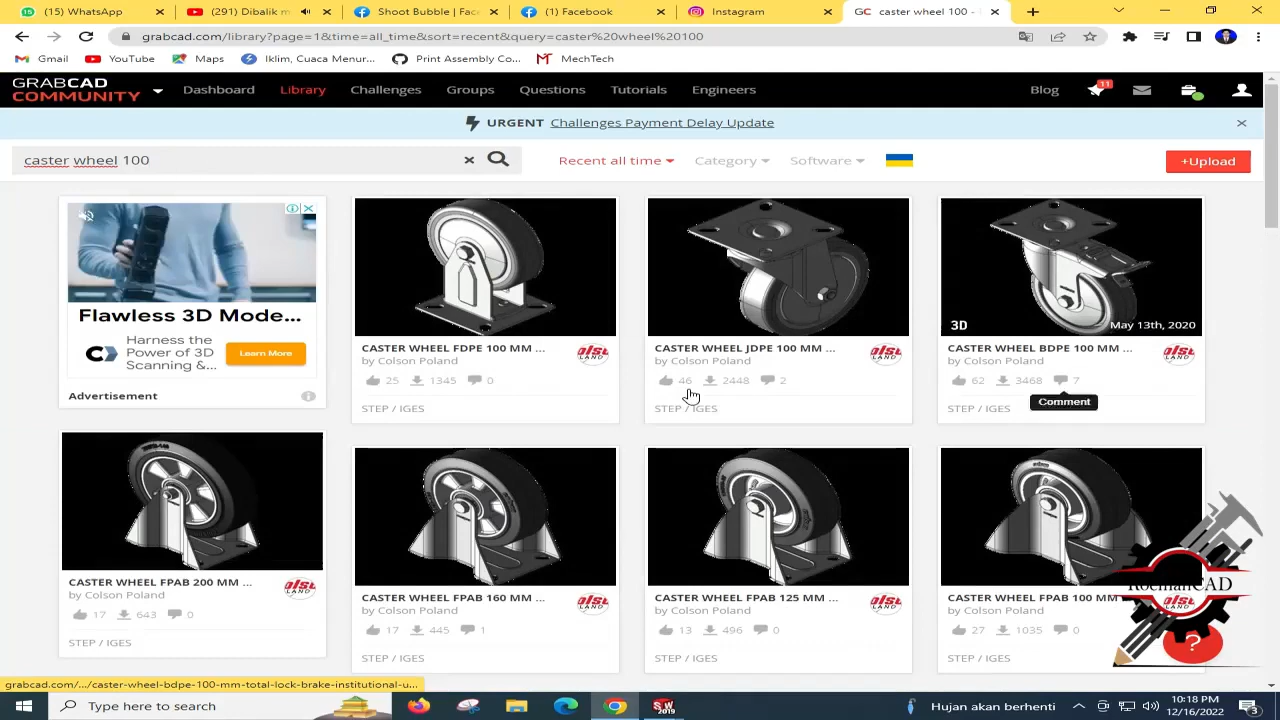 WhatsApp
(291) Dibalik m
Shoot Bubble | Fac
(1) Facebook
Instagram
GC caster wheel 100 -
grabcad.com/library?page=1&time=all_time&sort=recent&query=caster%20wheel%20100
Gmail YouTube Maps Iklim, Cuaca Menur... Print Assembly Co... MechTech
GRABCAD
COMMUNITY
Dashboard Library Challenges Groups Questions Tutorials Engineers Blog 11
URGENT Challenges Payment Delay Update
caster wheel 100
Recent all time Category Software
+Upload
Flawless 3D Mode...
Harness the
Power of 3D
Scanning &...
Learn More
Advertisement
CASTER WHEEL FDPE 100 MM ...
by Colson Poland
25 1345 0
STEP / IGES
CASTER WHEEL JDPE 100 MM ...
by Colson Poland
46 2448 2
STEP / IGES
3D May 13th, 2020
CASTER WHEEL BDPE 100 MM ...
by Colson Poland
62 3468 7
Comment
STEP / IGES
CASTER WHEEL FPAB 200 MM ...
by Colson Poland
17 643 0
STEP / IGES
CASTER WHEEL FPAB 160 MM ...
by Colson Poland
17 445 1
STEP / IGES
CASTER WHEEL FPAB 125 MM ...
by Colson Poland
13 496 0
STEP / IGES
CASTER WHEEL FPAB 100 MM
by Colson Poland
27 1035 0
STEP / IGES
?
grabcad.com/.../caster-wheel-bdpe-100-mm-total-lock-brake-institutional-u...
Type here to search
SW
2019
Hujan akan berhenti
10:18 PM
12/16/2022
3